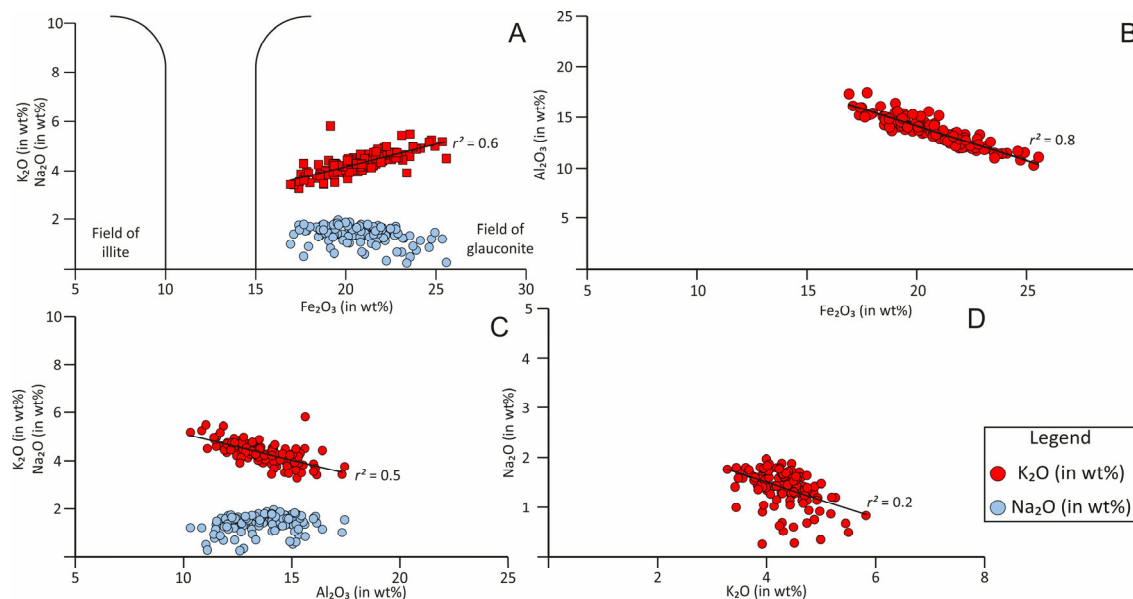 A
10
8
6
4
2
K₂O (in wt%)
Na₂O (in wt%)
r² = 0.6
Field of
illite
Field of
glauconite
5
10
15
20
25
30
Fe₂O₃ (in wt%)
B
25
20
15
10
5
Al₂O₃ (in wt%)
r² = 0.8
5
10
15
20
25
Fe₂O₃ (in wt%)
C
10
8
6
4
2
K₂O (in wt%)
Na₂O (in wt%)
r² = 0.5
5
10
15
20
25
Al₂O₃ (in wt%)
D
5
4
3
2
1
Na₂O (in wt%)
r² = 0.2
2
4
6
8
K₂O (in wt%)
Legend
K₂O (in wt%)
Na₂O (in wt%)